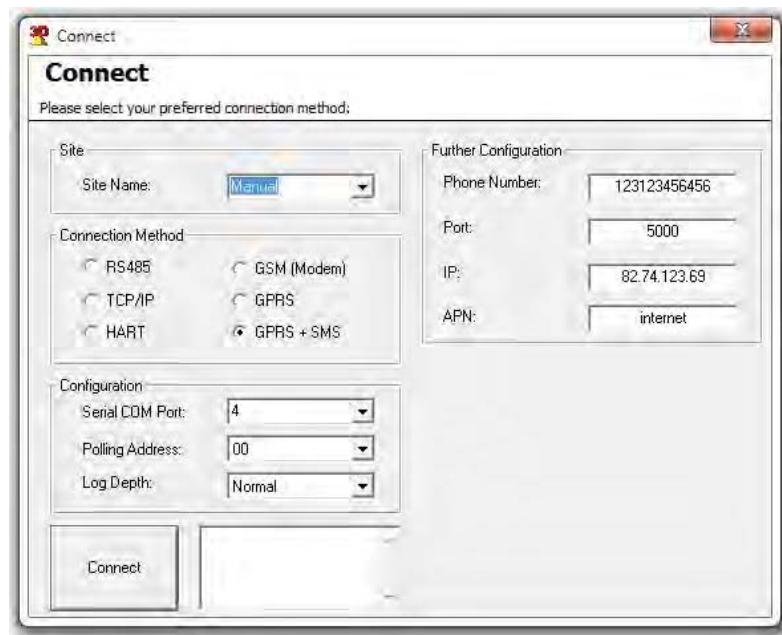 Connect
Connect
Please select your preferred connection method:
Site
Site Name: Manual
Connection Method
RS485 GSM (Modem)
TCP/IP GPRS
HART GPRS + SMS
Configuration
Serial COM Port: 4
Polling Address: 00
Log Depth: Normal
Connect
Further Configuration
Phone Number: 123123456456
Port: 5000
IP: 82.74.123.69
APN: internet